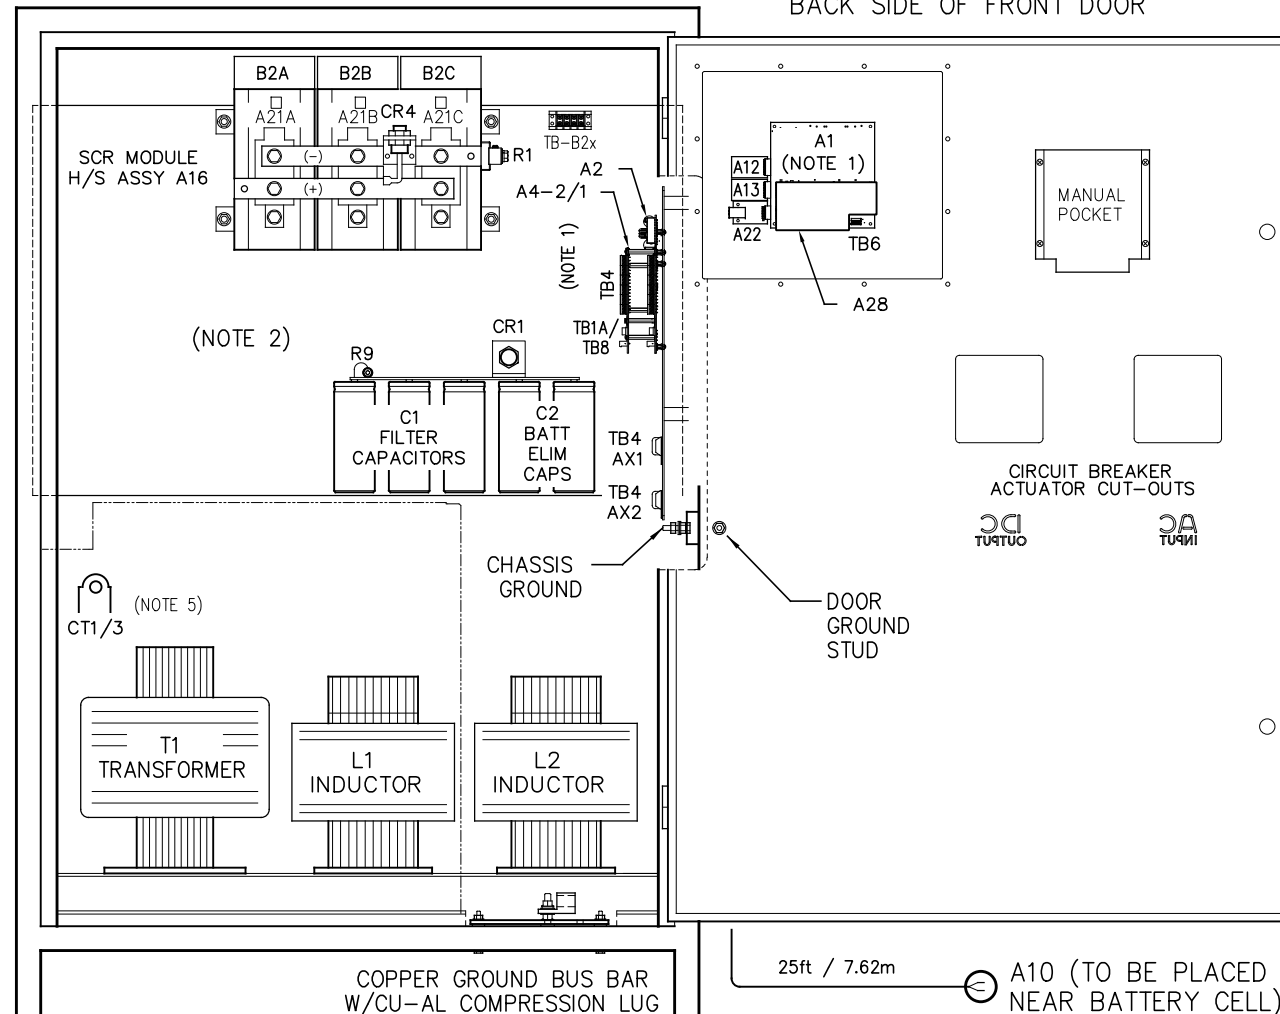 BACK SIDE OF FRONT DOOR
B2A
B2B
B2C
A21A
A21B
CR4
A21C
(-)
(+)
R1
SCR MODULE
H/S ASSY A16
TB-B2x
A2
A4-2/1
(NOTE 1)
TB4
TB1A/
TB8
A1
(NOTE 1)
A12
A13
A22
TB6
A28
MANUAL
POCKET
(NOTE 2)
CR1
R9
C1
FILTER
CAPACITORS
C2
BATT
ELIM
CAPS
TB4
AX1
TB4
AX2
CIRCUIT BREAKER
ACTUATOR CUT-OUTS
DC
OUTPUT
AC
INPUT
CHASSIS
GROUND
DOOR
GROUND
STUD
(NOTE 5)
CT1/3
T1
TRANSFORMER
L1
INDUCTOR
L2
INDUCTOR
25ft / 7.62m
A10 (TO BE PLACED
NEAR BATTERY CELL)
COPPER GROUND BUS BAR
W/CU-AL COMPRESSION LUG